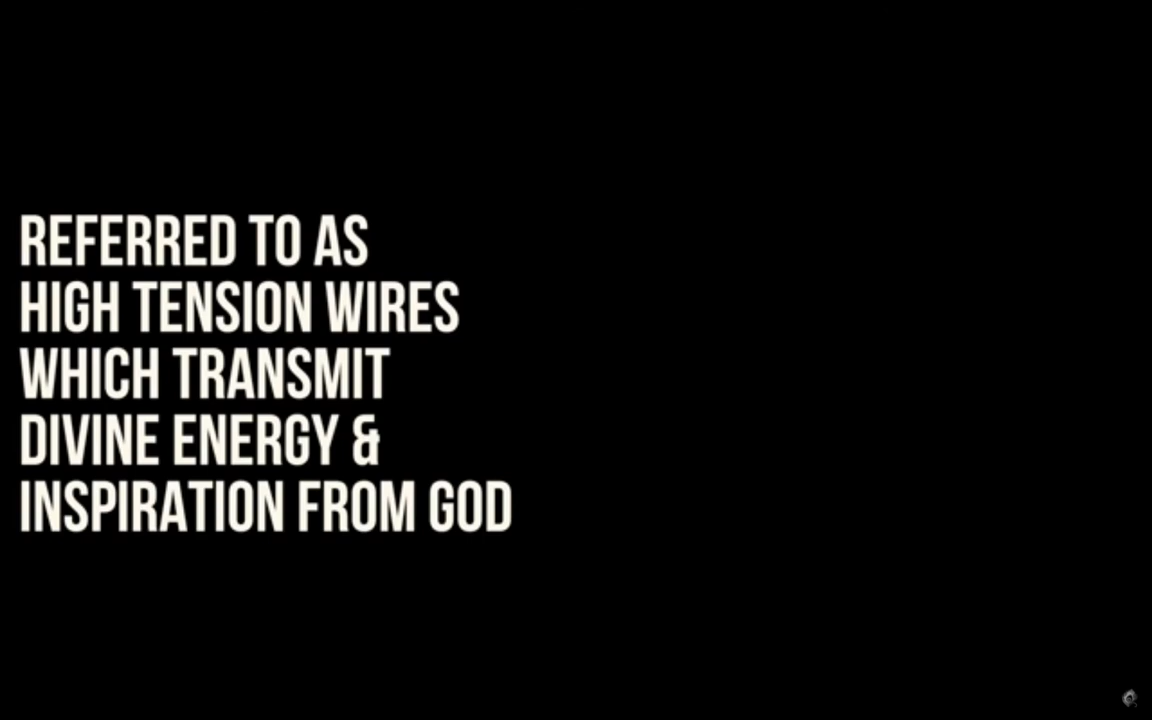 REFERRED TO AS
HIGH TENSION WIRES
WHICH TRANSMIT
DIVINE ENERGY &
INSPIRATION FROM GOD